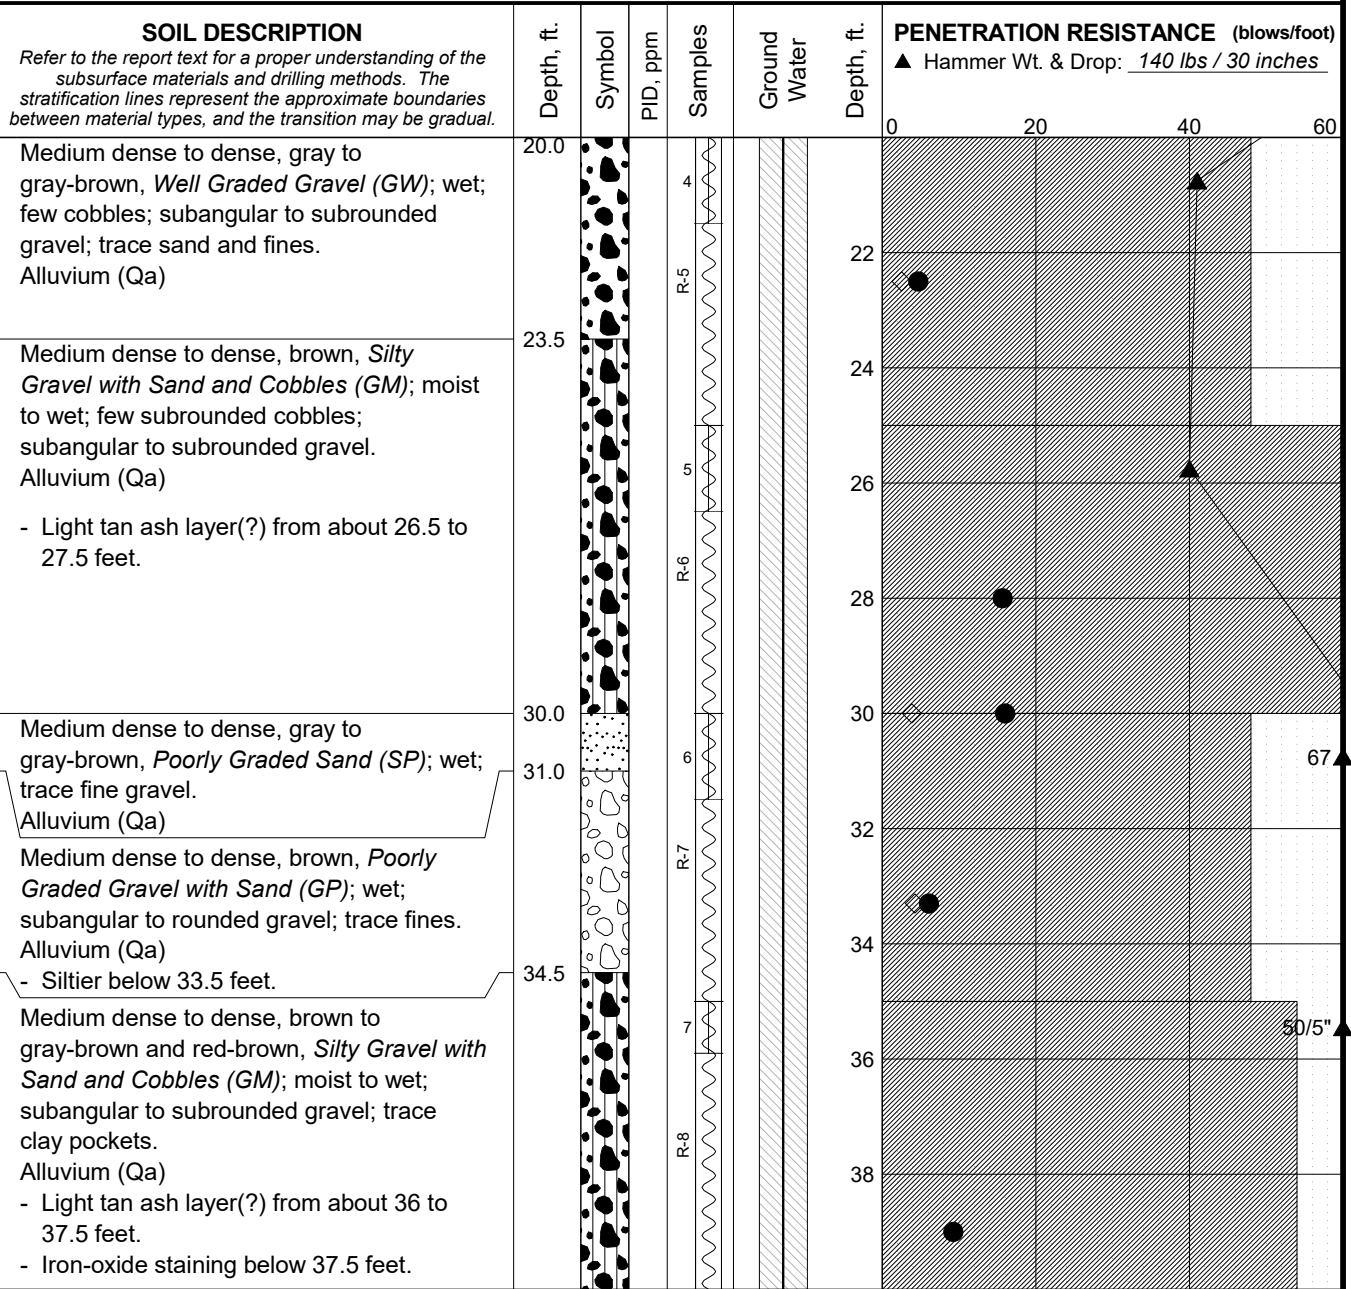 SOIL DESCRIPTION
Refer to the report text for a proper understanding of the
subsurface materials and drilling methods. The
stratification lines represent the approximate boundaries
between material types, and the transition may be gradual.
Depth, ft.
Symbol
PID, ppm
Samples
Ground
Water
Depth, ft.
PENETRATION RESISTANCE (blows/foot)
▲ Hammer Wt. & Drop: 140 lbs / 30 inches
0 20 40 60
Medium dense to dense, gray to
gray-brown, Well Graded Gravel (GW); wet;
few cobbles; subangular to subrounded
gravel; trace sand and fines.
Alluvium (Qa)
20.0
4
R-5
22
23.5
Medium dense to dense, brown, Silty
Gravel with Sand and Cobbles (GM); moist
to wet; few subrounded cobbles;
subangular to subrounded gravel.
Alluvium (Qa)
- Light tan ash layer(?) from about 26.5 to
27.5 feet.
24
5
26
R-6
28
30.0
30
Medium dense to dense, gray to
gray-brown, Poorly Graded Sand (SP); wet;
trace fine gravel.
Alluvium (Qa)
6
67
31.0
Medium dense to dense, brown, Poorly
Graded Gravel with Sand (GP); wet;
subangular to rounded gravel; trace fines.
Alluvium (Qa)
- Siltier below 33.5 feet.
32
R-7
34
34.5
Medium dense to dense, brown to
gray-brown and red-brown, Silty Gravel with
Sand and Cobbles (GM); moist to wet;
subangular to subrounded gravel; trace
clay pockets.
Alluvium (Qa)
- Light tan ash layer(?) from about 36 to
37.5 feet.
- Iron-oxide staining below 37.5 feet.
7
50/5"
36
R-8
38